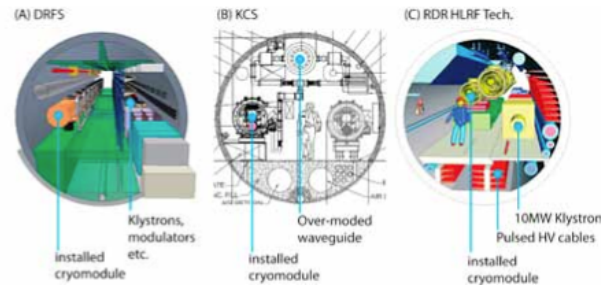 (A) DRFS
(B) KCS
(C) RDR HLRF Tech.
Klystrons,
modulators
etc.
installed
cryomodule
Over-moded
waveguide
installed
cryomodule
10MW Klystron
Pulsed HV cables
installed
cryomodule